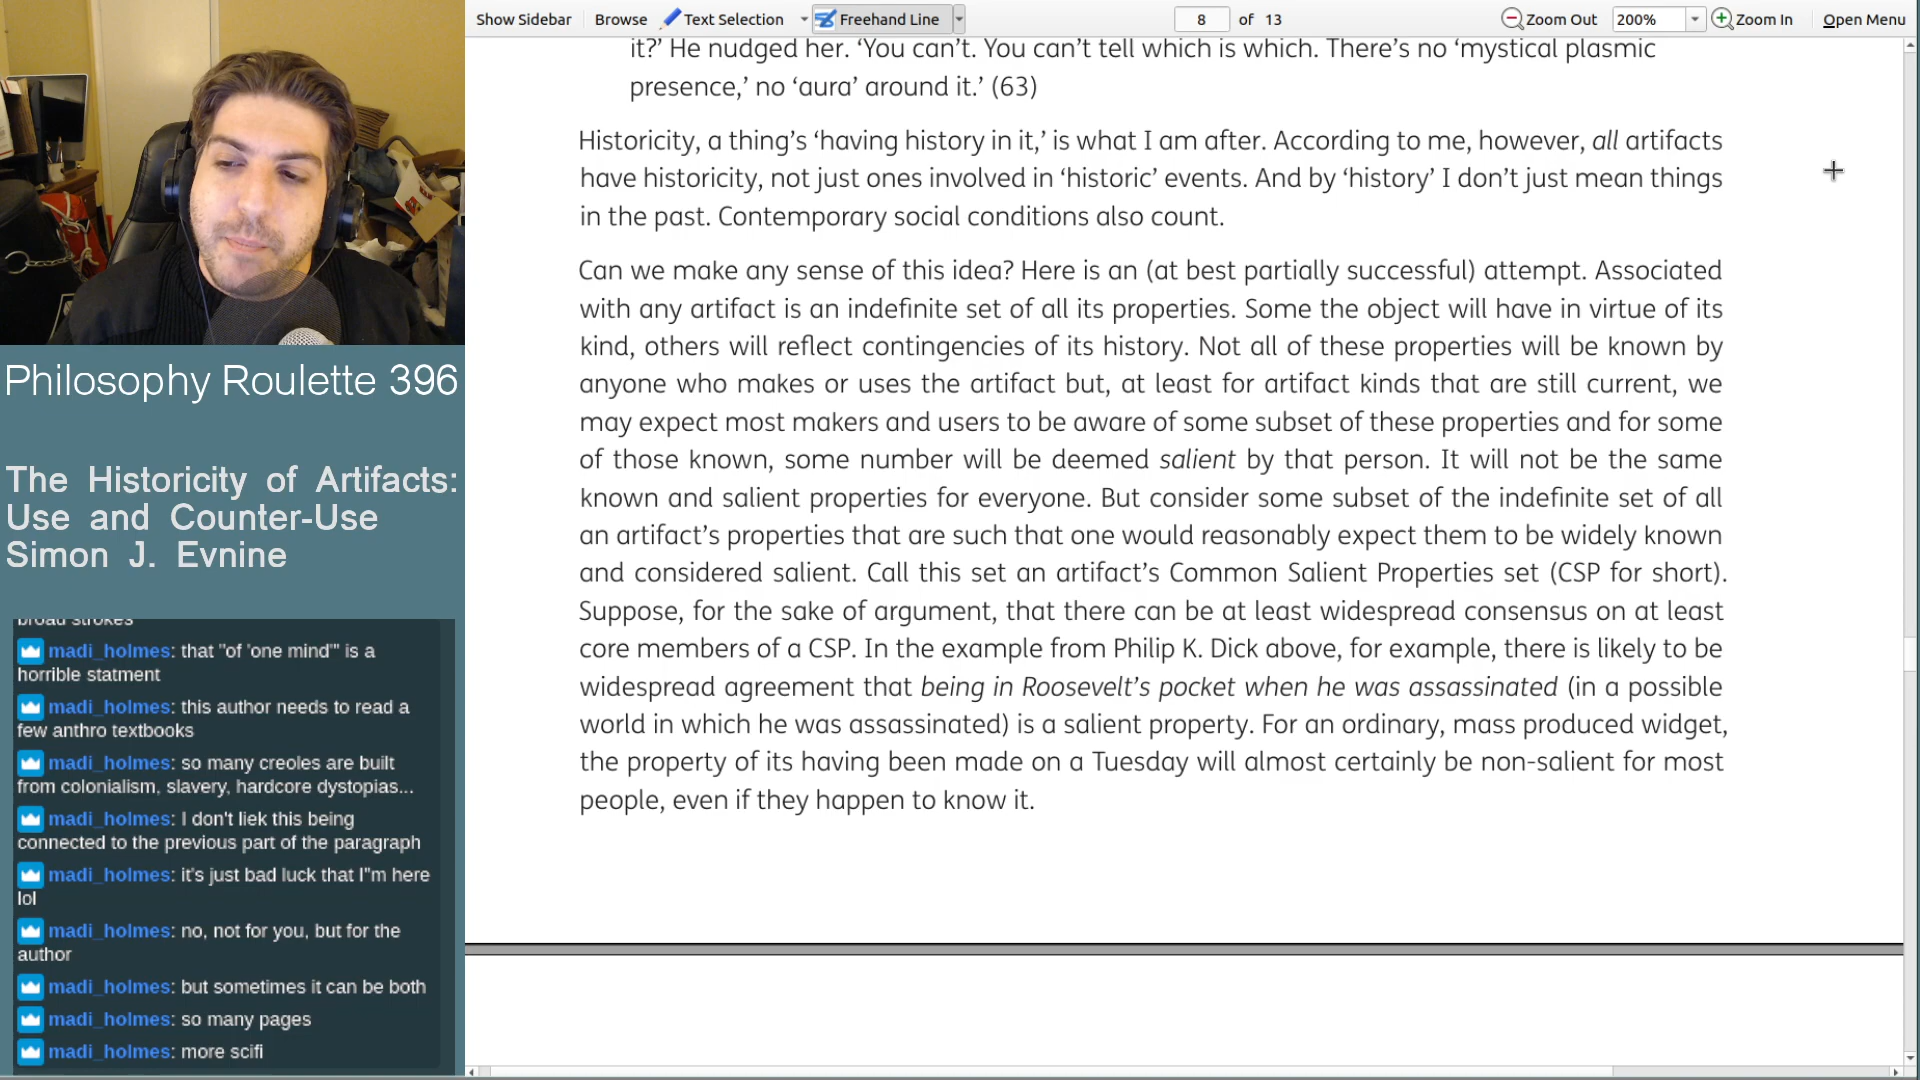 Show Sidebar Browse Text Selection Freehand Line 8 of 13 Zoom Out 200% Zoom In Open Menu
it?’ He nudged her. ‘You can’t. You can’t tell which is which. There’s no ‘mystical plasmic
presence,’ no ‘aura’ around it.’ (63)
Historicity, a thing’s ‘having history in it,’ is what I am after. According to me, however, all artifacts
have historicity, not just ones involved in ‘historic’ events. And by ‘history’ I don’t just mean things
in the past. Contemporary social conditions also count.
Can we make any sense of this idea? Here is an (at best partially successful) attempt. Associated
with any artifact is an indefinite set of all its properties. Some the object will have in virtue of its
kind, others will reflect contingencies of its history. Not all of these properties will be known by
anyone who makes or uses the artifact but, at least for artifact kinds that are still current, we
may expect most makers and users to be aware of some subset of these properties and for some
of those known, some number will be deemed salient by that person. It will not be the same
known and salient properties for everyone. But consider some subset of the indefinite set of all
an artifact’s properties that are such that one would reasonably expect them to be widely known
and considered salient. Call this set an artifact’s Common Salient Properties set (CSP for short).
Suppose, for the sake of argument, that there can be at least widespread consensus on at least
core members of a CSP. In the example from Philip K. Dick above, for example, there is likely to be
widespread agreement that being in Roosevelt’s pocket when he was assassinated (in a possible
world in which he was assassinated) is a salient property. For an ordinary, mass produced widget,
the property of its having been made on a Tuesday will almost certainly be non-salient for most
people, even if they happen to know it.
Philosophy Roulette 396
The Historicity of Artifacts:
Use and Counter-Use
Simon J. Evnine
broad strokes
madi_holmes: that "of 'one mind'" is a
horrible statment
madi_holmes: this author needs to read a
few anthro textbooks
madi_holmes: so many creoles are built
from colonialism, slavery, hardcore dystopias...
madi_holmes: I don't liek this being
connected to the previous part of the paragraph
madi_holmes: it's just bad luck that I"m here
lol
madi_holmes: no, not for you, but for the
author
madi_holmes: but sometimes it can be both
madi_holmes: so many pages
madi_holmes: more scifi